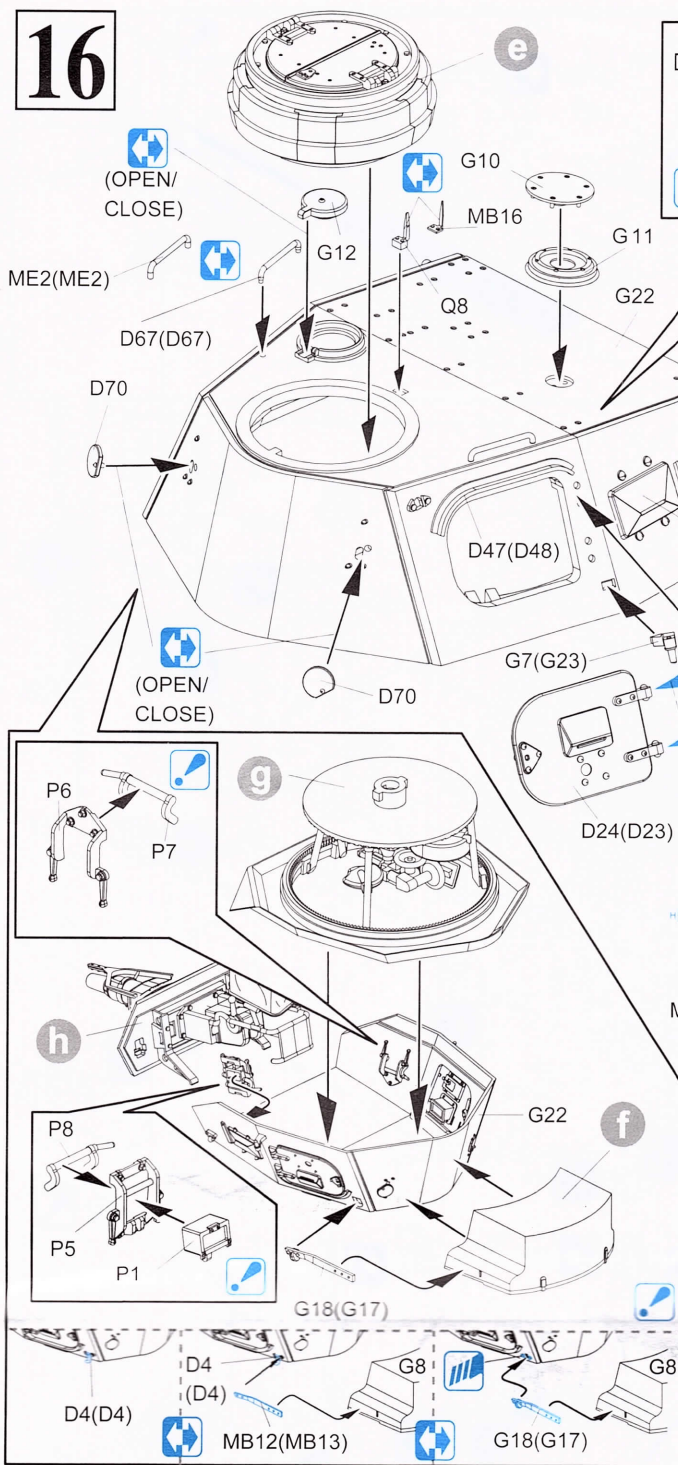 16
e
(OPEN/
CLOSE)
G10
G12
MB16
G11
ME2(ME2)
Q8
G22
D67(D67)
D70
D47(D48)
(OPEN/
CLOSE)
D70
G7(G23)
P6
P7
g
D24(D23)
h
G22
f
P8
P5
P1
G18(G17)
D4(D4)
D4
(D4)
G8
MB12(MB13)
G8
G18(G17)